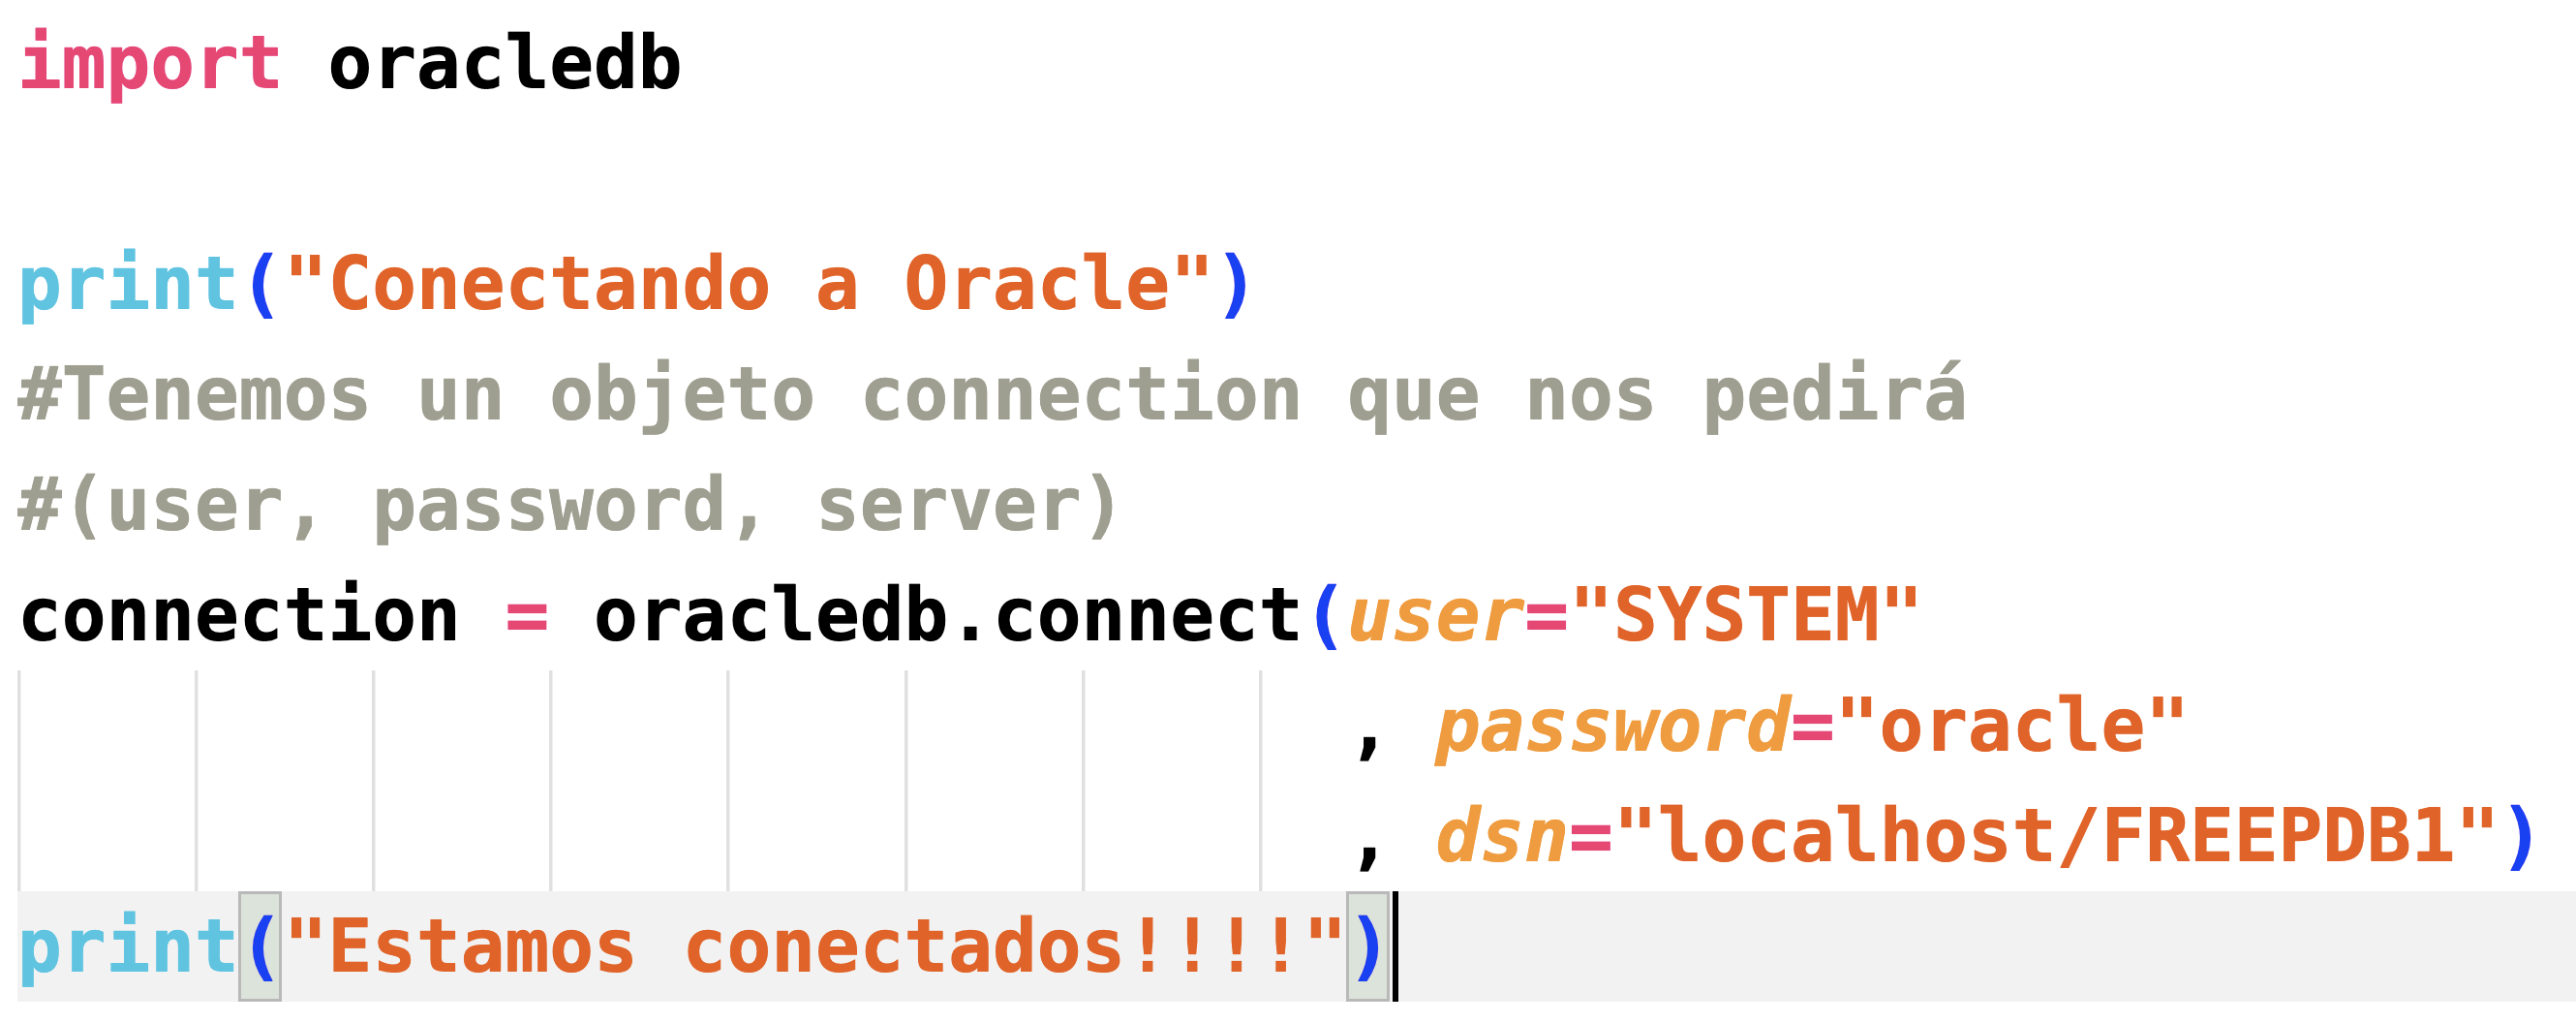 import oracledb
print("Conectando a Oracle")
#Tenemos un objeto connection que nos pedirá
#(user, password, server)
connection = oracledb.connect(user="SYSTEM"
, password="oracle"
, dsn="localhost/FREEPDB1")
print("Estamos conectados!!!!")